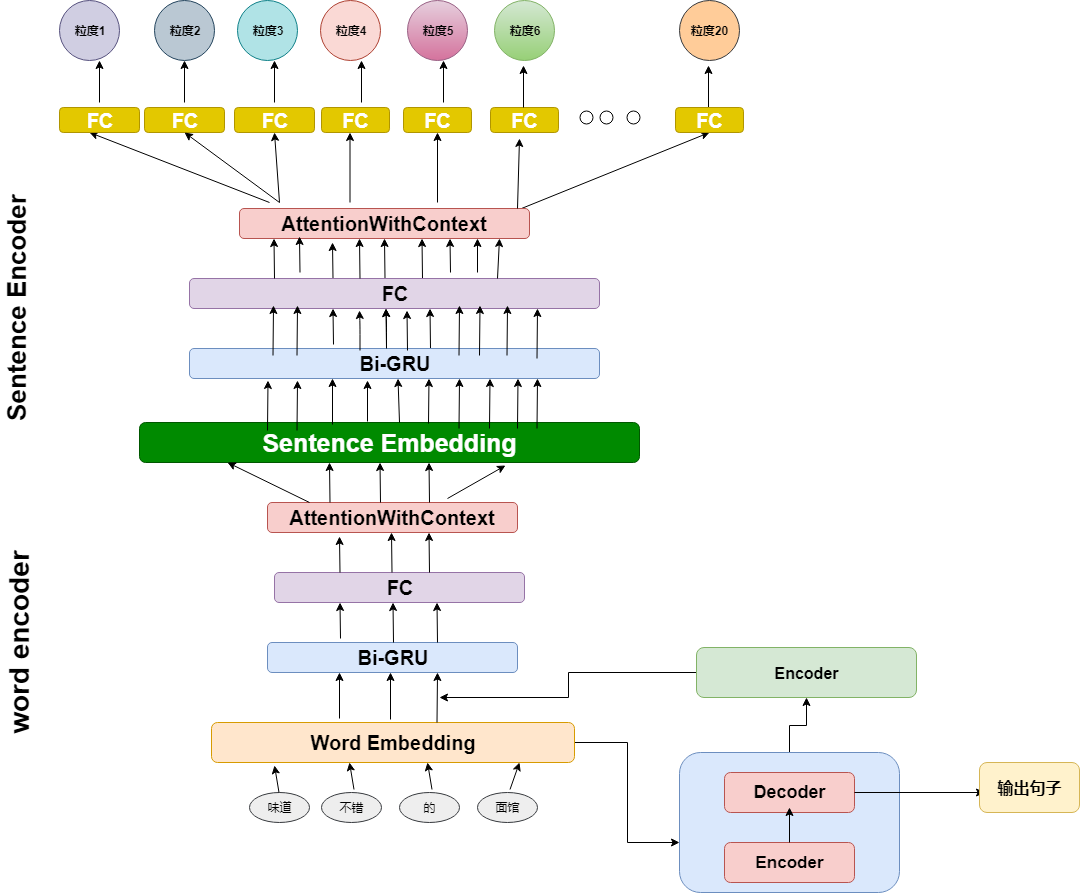 粒度1
粒度2
粒度3
粒度4
粒度5
粒度6
粒度20
FC
FC
FC
FC
FC
FC
FC
AttentionWithContext
FC
Bi-GRU
Sentence Embedding
Sentence Encoder
AttentionWithContext
FC
Bi-GRU
Word Embedding
word encoder
味道
不错
的
面馆
Encoder
Decoder
Encoder
输出句子